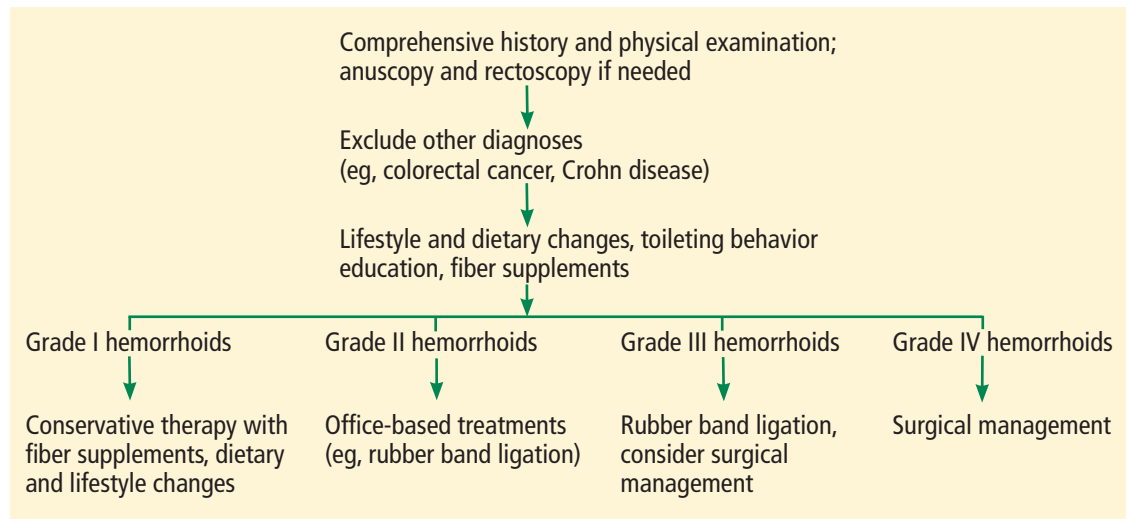 Comprehensive history and physical examination;
anuscopy and rectoscopy if needed
Exclude other diagnoses
(eg, colorectal cancer, Crohn disease)
Lifestyle and dietary changes, toileting behavior
education, fiber supplements
Grade I hemorrhoids
Conservative therapy with
fiber supplements, dietary
and lifestyle changes
Grade II hemorrhoids
Office-based treatments
(eg, rubber band ligation)
Grade III hemorrhoids
Rubber band ligation,
consider surgical
management
Grade IV hemorrhoids
Surgical management